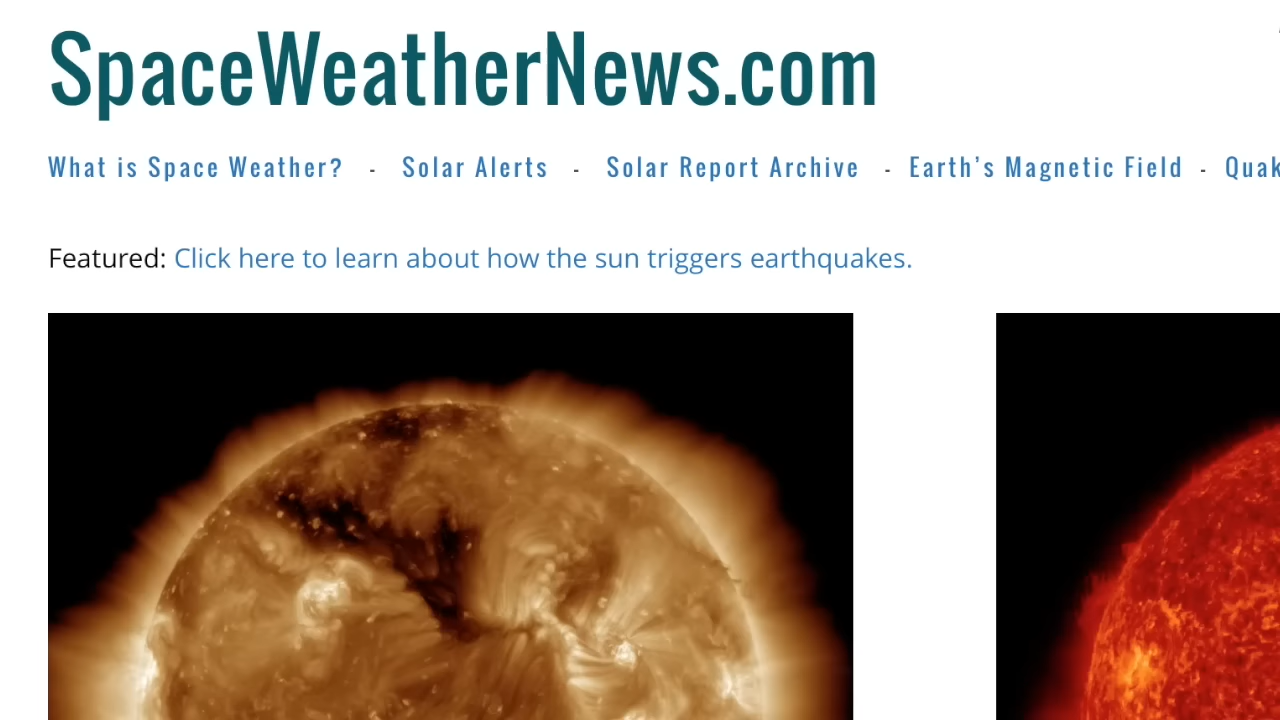 SpaceWeatherNews.com
What is Space Weather? - Solar Alerts - Solar Report Archive - Earth’s Magnetic Field - Quak
Featured: Click here to learn about how the sun triggers earthquakes.